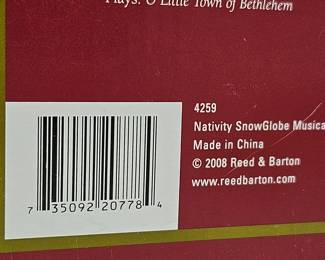 Plays: O Little Town of Bethlehem
4259
Nativity SnowGlobe Musica
Made in China
© 2008 Reed & Barton
www.reedbarton.com
7 35092 20778 4